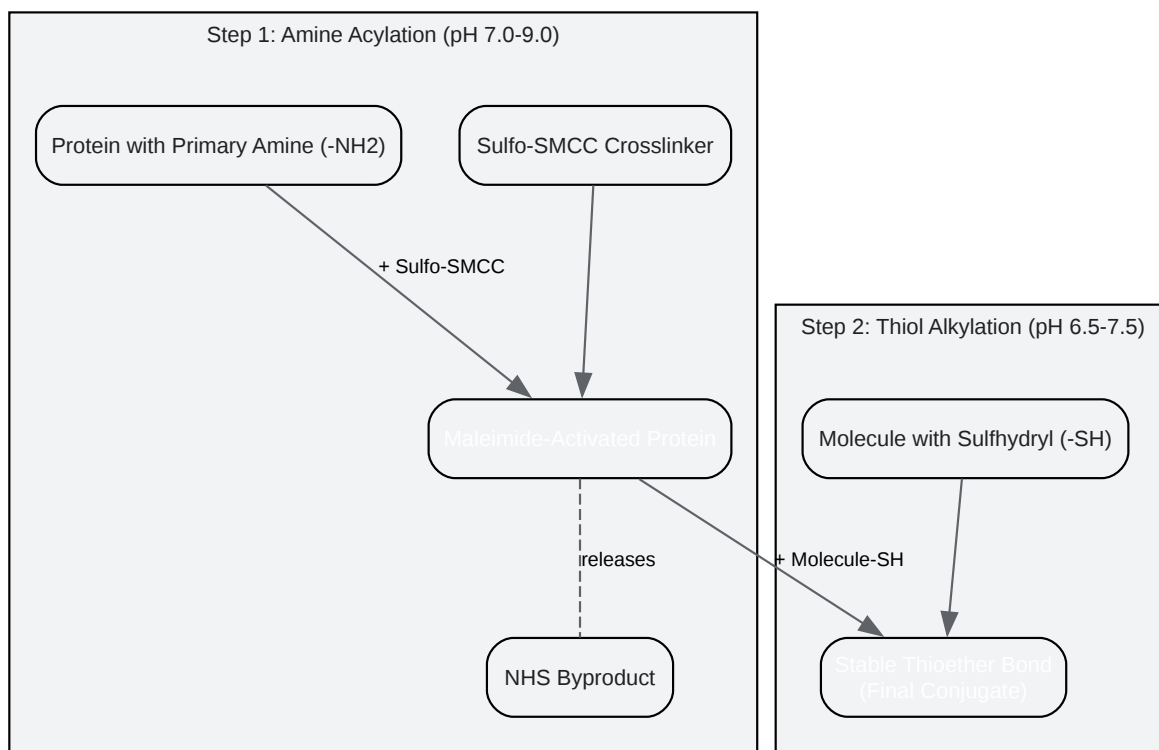 Step 1: Amine Acylation (pH 7.0-9.0)
Protein with Primary Amine (-NH2)
Sulfo-SMCC Crosslinker
+ Sulfo-SMCC
Step 2: Thiol Alkylation (pH 6.5-7.5)
Maleimide-Activated Protein
Molecule with Sulfhydryl (-SH)
releases
+ Molecule-SH
NHS Byproduct
Stable Thioether Bond
(Final Conjugate)